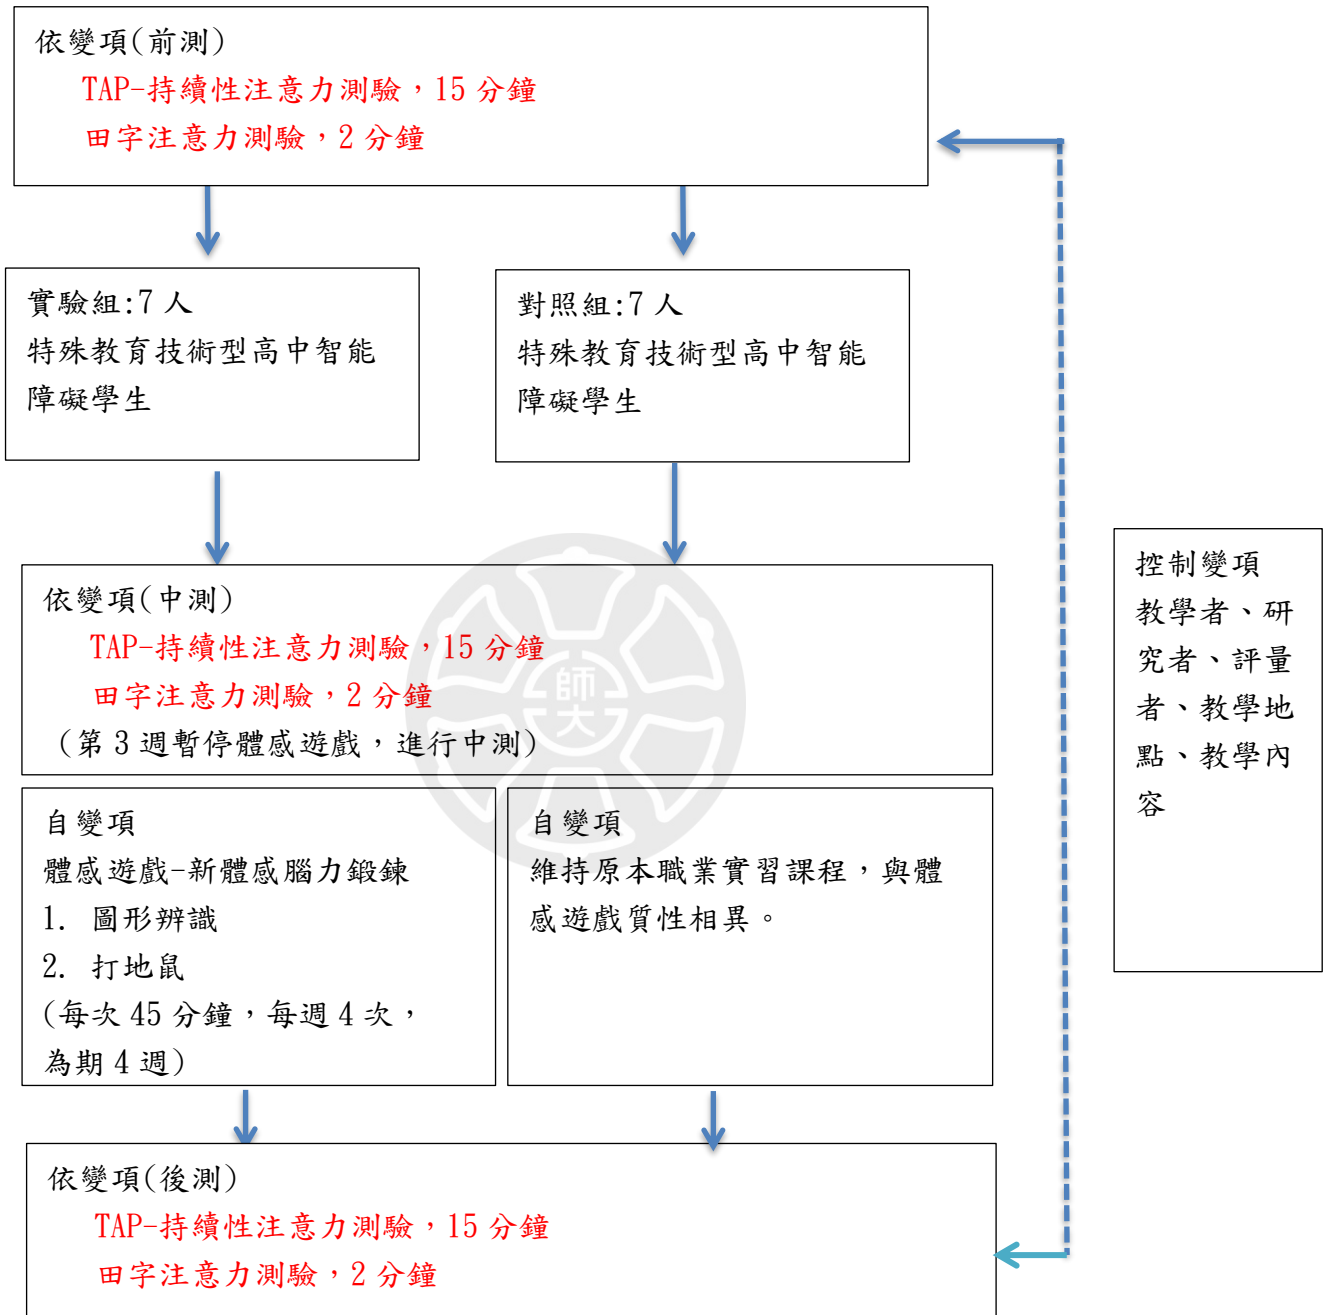 依變項(前測)
TAP-持續性注意力測驗，15 分鐘
田字注意力測驗，2 分鐘
實驗組:7 人
特殊教育技術型高中智能
障礙學生
對照組:7 人
特殊教育技術型高中智能
障礙學生
依變項(中測)
TAP-持續性注意力測驗，15 分鐘
田字注意力測驗，2 分鐘
(第 3 週暫停體感遊戲，進行中測)
師大
自變項
體感遊戲-新體感腦力鍛鍊
1. 圖形辨識
2. 打地鼠
(每次 45 分鐘，每週 4 次，
為期 4 週)
自變項
維持原本職業實習課程，與體
感遊戲質性相異。
依變項(後測)
TAP-持續性注意力測驗，15 分鐘
田字注意力測驗，2 分鐘
控制變項
教學者、研
究者、評量
者、教學地
點、教學內
容